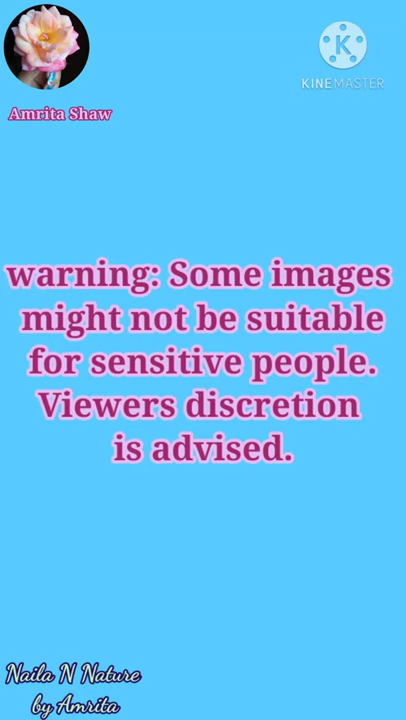 K
KINEMASTER
Amrita Shaw
warning: Some images
might not be suitable
for sensitive people.
Viewers discretion
is advised.
Naila N Nature
by Amrita